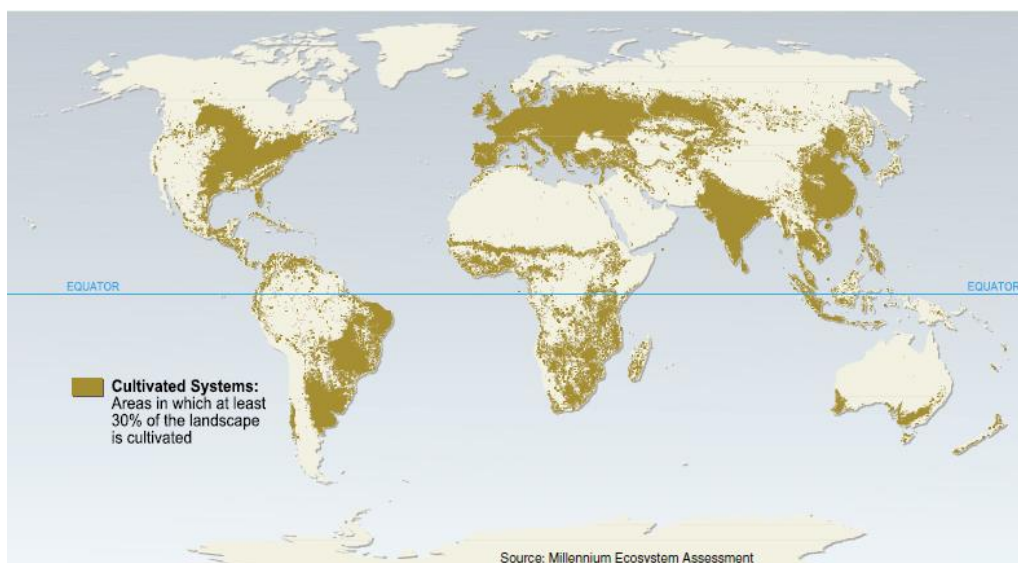 EQUATOR
EQUATOR
Cultivated Systems:
Areas in which at least
30% of the landscape
is cultivated
Source: Millennium Ecosystem Assessment